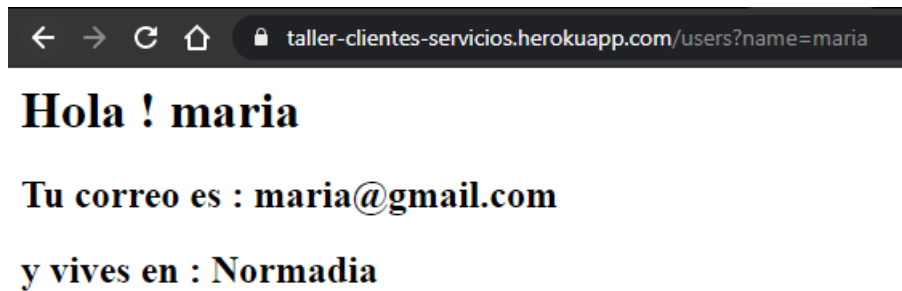 taller-clientes-servicios.herokuapp.com/users?name=maria
Hola ! maria
Tu correo es : maria@gmail.com
y vives en : Normadia